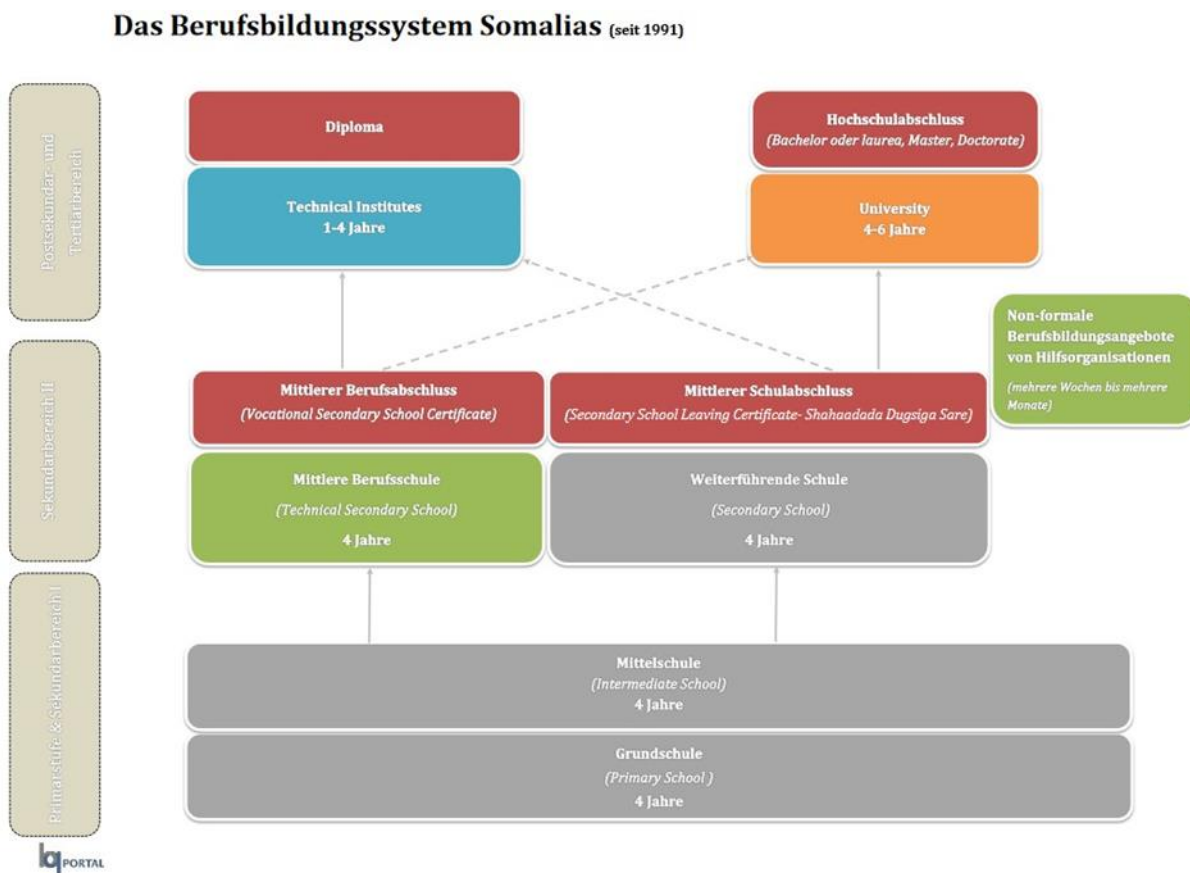 Das Berufsbildungssystem Somalias (seit 1991)
Postsekundar- und
Tertiärbereich
Diploma
Hochschulabschluss
(Bachelor oder laurea, Master, Doctorate)
Technical Institutes
1-4 Jahre
University
4-6 Jahre
Non-formale
Berufsbildungsangebote
von Hilfsorganisationen
(mehrere Wochen bis mehrere
Monate)
Sekundarbereich II
Mittlerer Berufsabschluss
(Vocational Secondary School Certificate)
Mittlerer Schulabschluss
(Secondary School Leaving Certificate- Shahaadada Dugsiga Sare)
Mittlere Berufsschule
(Technical Secondary School)
4 Jahre
Weiterführende Schule
(Secondary School)
4 Jahre
Primarstufe & Sekundarbereich I
Mittelschule
(Intermediate School)
4 Jahre
Grundschule
(Primary School )
4 Jahre
bq PORTAL